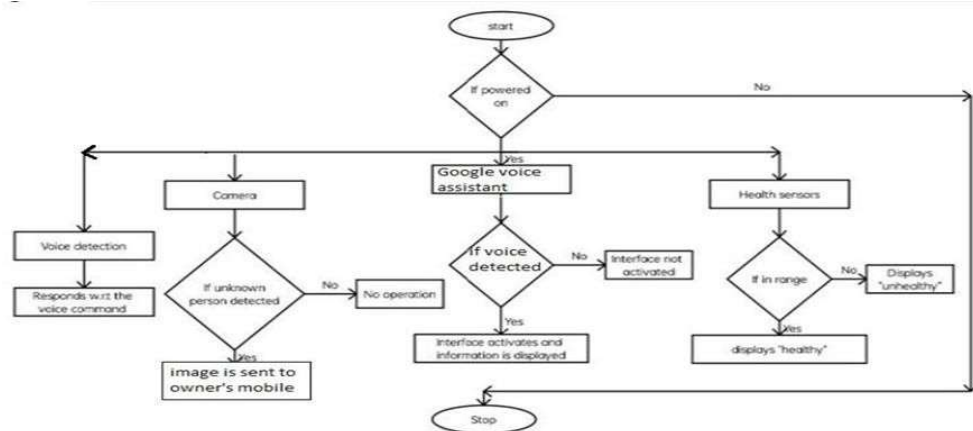 start
If powered
on
No
Yes
Google voice
assistant
Camera
Health sensors
Voice detection
If voice
detected
No
Interface not
activated
If in range
No
Displays
"unhealthy"
Responds w.r.t the
voice command
If unknown
person detected
No
No operation
Yes
Interface activates and
information is displayed
Yes
displays "healthy"
Yes
image is sent to
owner's mobile
Stop